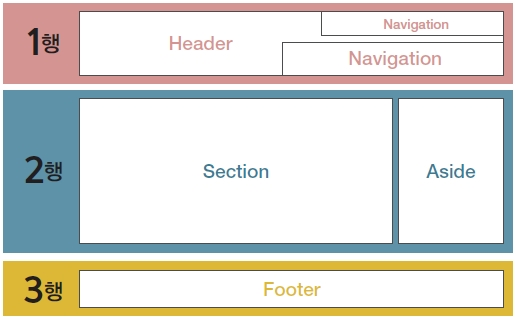 1행
Header
Navigation
Navigation
2행
Section
Aside
3행
Footer